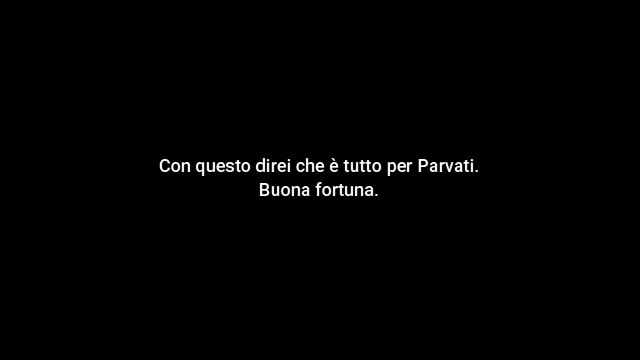 Con questo direi che è tutto per Parvati.
Buona fortuna.